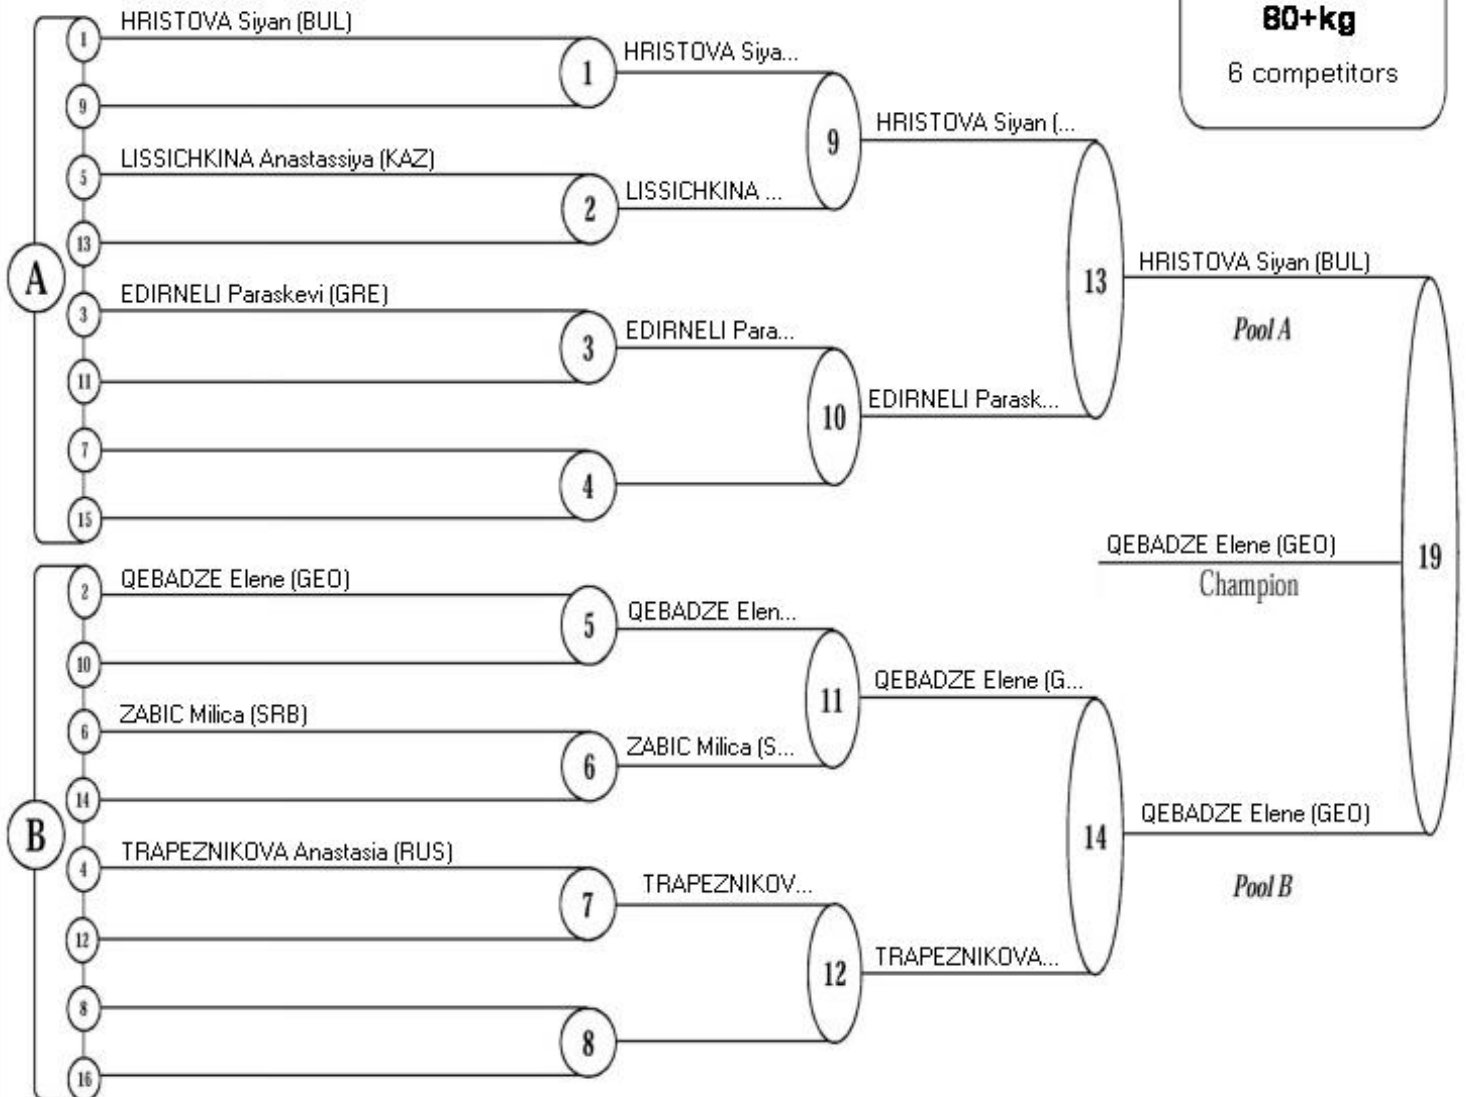 80+kg
6 competitors
HRISTOVA Siyan (BUL)
1
9
1
HRISTOVA Siya...
LISSICHKINA Anastassiya (KAZ)
5
13
2
LISSICHKINA ...
9
HRISTOVA Siyan (...
A
EDIRNELI Paraskevi (GRE)
3
11
3
EDIRNELI Para...
7
15
4
10
EDIRNELI Parask...
13
HRISTOVA Siyan (BUL)
Pool A
QEBADZE Elene (GEO)
Champion
19
QEBADZE Elene (GEO)
2
10
5
QEBADZE Elen...
ZABIC Milica (SRB)
6
14
6
ZABIC Milica (S...
11
QEBADZE Elene (G...
B
TRAPEZNIKOVA Anastasia (RUS)
4
12
7
TRAPEZNIKOV...
8
16
8
12
TRAPEZNIKOVA...
14
QEBADZE Elene (GEO)
Pool B